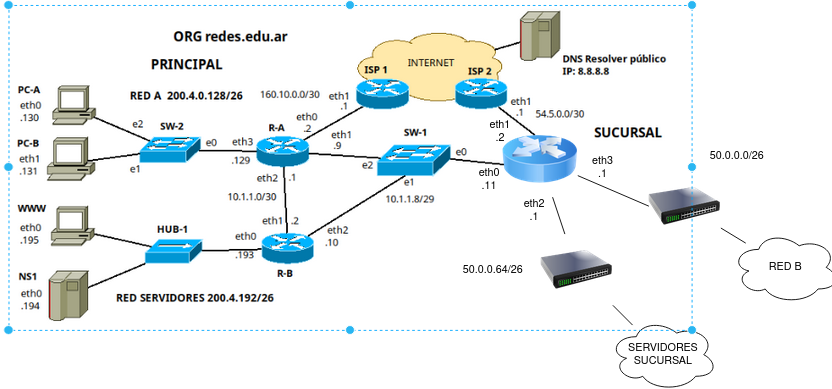 ORG redes.edu.ar
PRINCIPAL
INTERNET
ISP 1
ISP 2
DNS Resolver público
IP: 8.8.8.8
PC-A
eth0
.130
RED A 200.4.0.128/26
160.10.0.0/30
eth1
.1
eth1
.1
54.5.0.0/30
SUCURSAL
e2
SW-2
R-A
eth0
.2
eth1
.9
SW-1
eth1
.2
PC-B
eth1
.131
e1
e0
eth3
.129
e2
e0
eth0
.11
eth3
.1
50.0.0.0/26
eth2
.1
10.1.1.0/30
e1
10.1.1.8/29
eth2
.1
WWW
eth0
.195
HUB-1
eth1
.2
eth0
.193
eth2
.10
R-B
NS1
eth0
.194
RED SERVIDORES 200.4.192/26
50.0.0.64/26
RED B
SERVIDORES
SUCURSAL